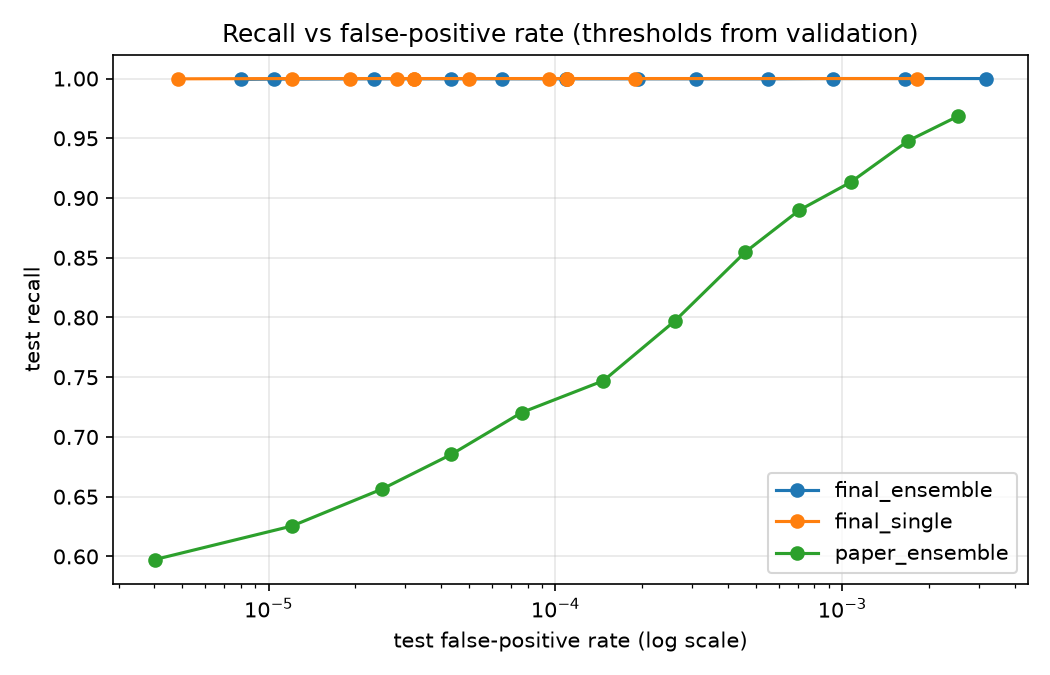 Recall vs false-positive rate (thresholds from validation)
test recall
1.00
0.95
0.90
0.85
0.80
0.75
0.70
0.65
0.60
10⁻⁵
10⁻⁴
10⁻³
test false-positive rate (log scale)
final_ensemble
final_single
paper_ensemble